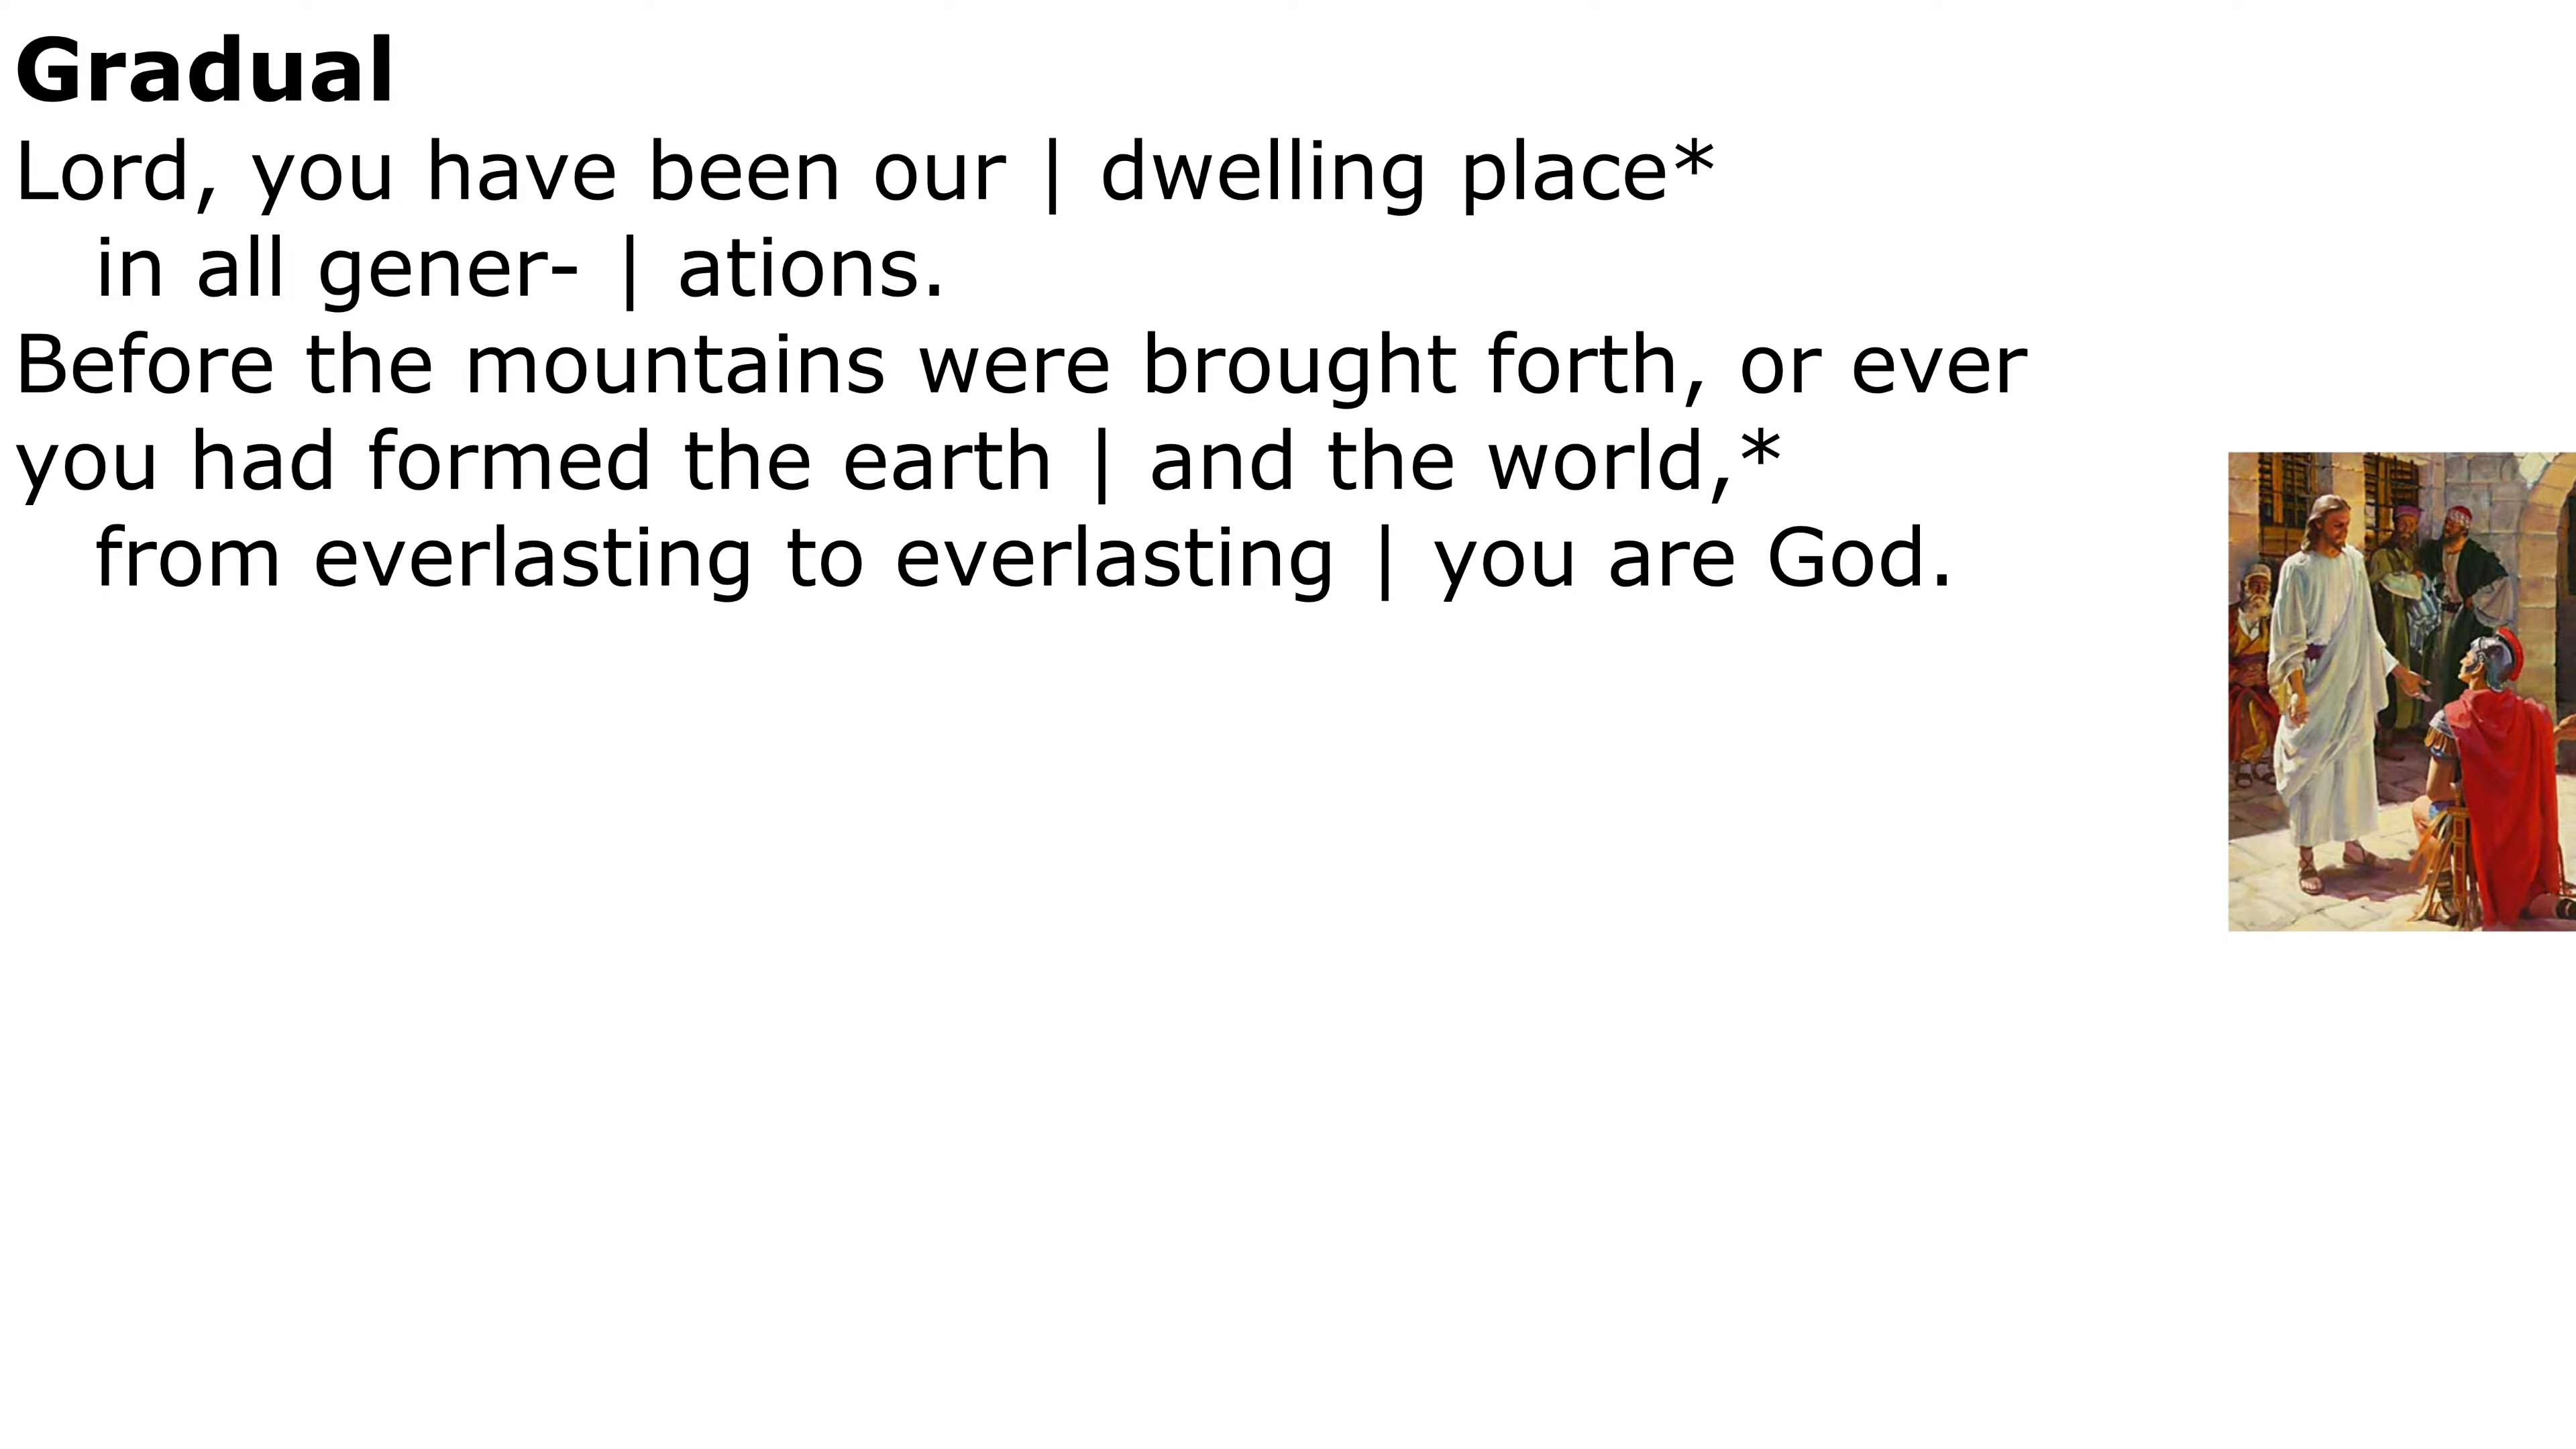 Gradual
Lord, you have been our | dwelling place*
in all gener- | ations.
Before the mountains were brought forth, or ever
you had formed the earth | and the world,*
from everlasting to everlasting | you are God.